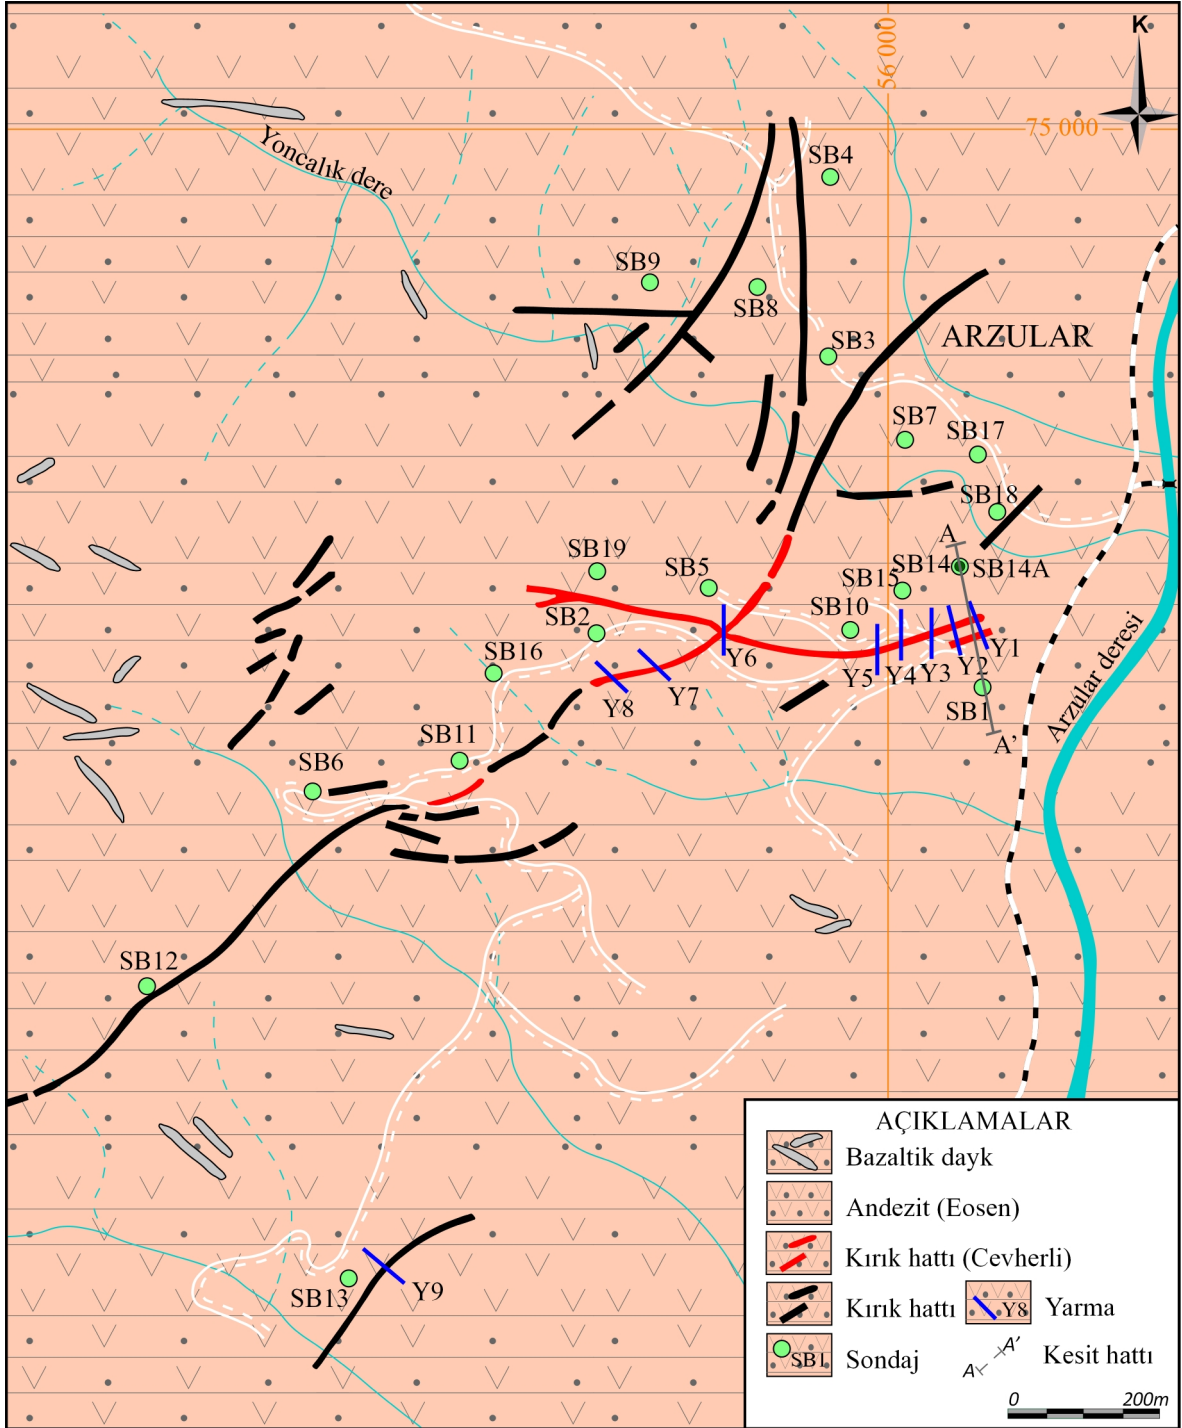 K
56 000
75 000
Yoncalık dere
SB4
SB9
SB8
SB3
ARZULAR
SB7
SB17
SB18
A
SB19
SB5
SB14
SB14A
SB15
SB2
SB10
SB16
Y6
Y5
Y4
Y3
Y2
Y1
Y7
Y8
SB1
A’
Arzular deresi
SB11
SB6
SB12
SB13
Y9
AÇIKLAMALAR
Bazaltik dayk
Andezit (Eosen)
Kırık hattı (Cevherli)
Kırık hattı
Y8
Yarma
SB1
Sondaj
A
A'
Kesit hattı
0
200m